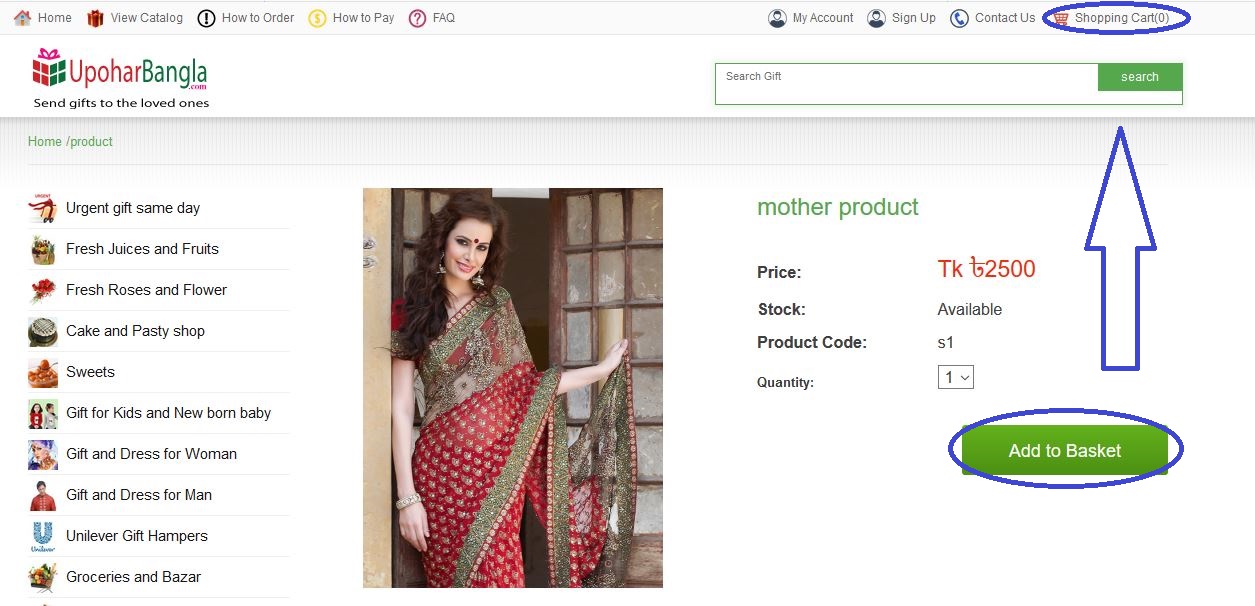 Home View Catalog How to Order How to Pay FAQ My Account Sign Up Contact Us Shopping Cart(0)
UpoharBangla.com
Send gifts to the loved ones
Search Gift search
Home /product
URGENT
Urgent gift same day
Fresh Juices and Fruits
Fresh Roses and Flower
Cake and Pasty shop
Sweets
Gift for Kids and New born baby
Gift and Dress for Woman
Gift and Dress for Man
Unilever
Unilever Gift Hampers
Groceries and Bazar
mother product
Price: Tk ৳2500
Stock: Available
Product Code: s1
Quantity: 1
Add to Basket